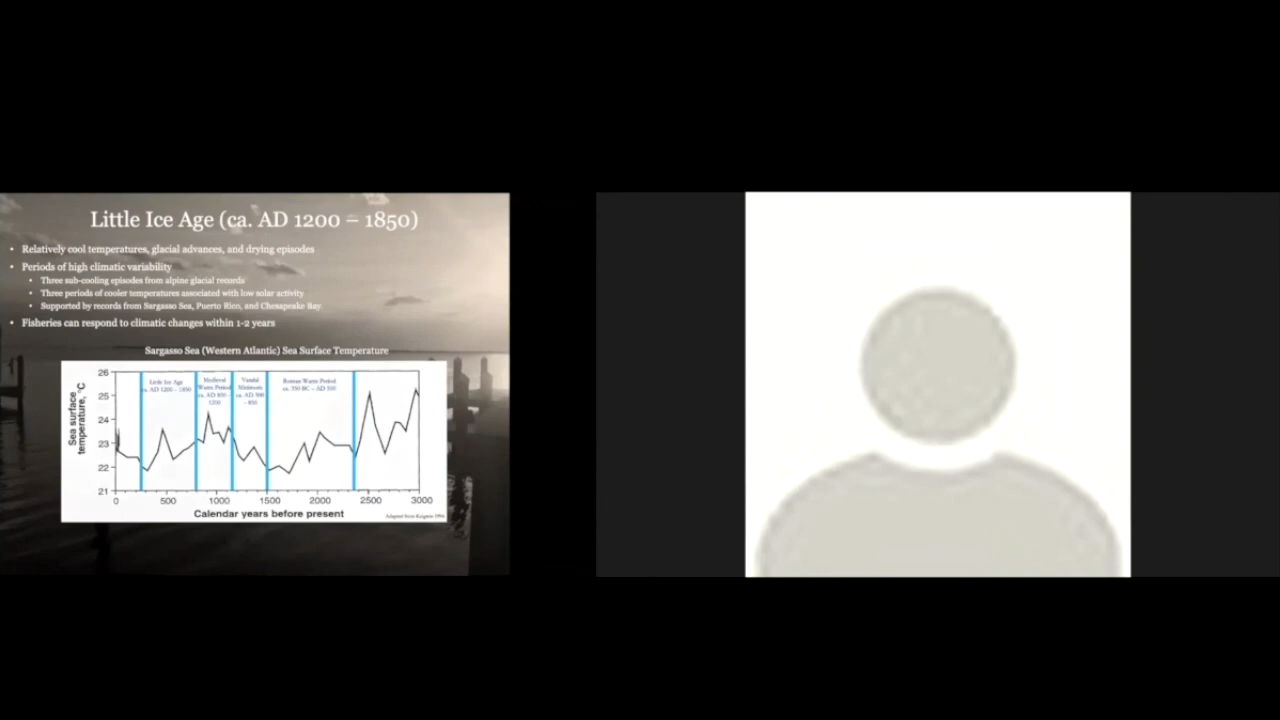 Little Ice Age (ca. AD 1200 – 1850)
• Relatively cool temperatures, glacial advances, and drying episodes
• Periods of high climatic variability
• Three sub-cooling episodes from alpine glacial records
• Three periods of cooler temperatures associated with low solar activity
• Supported by records from Sargasso Sea, Puerto Rico, and Chesapeake Bay
• Fisheries can respond to climatic changes within 1-2 years
Sargasso Sea (Western Atlantic) Sea Surface Temperature
Sea surface
temperature, °C
26
25
24
23
22
21
Little Ice Age
ca. AD 1200 – 1850
Medieval
Warm Period
ca. AD 850 -
1200
Vandal
Minimum
ca. AD 500
– 850
Roman Warm Period
ca. 350 BC – AD 500
0 500 1000 1500 2000 2500 3000
Calendar years before present
Adapted from Keigwin 1996